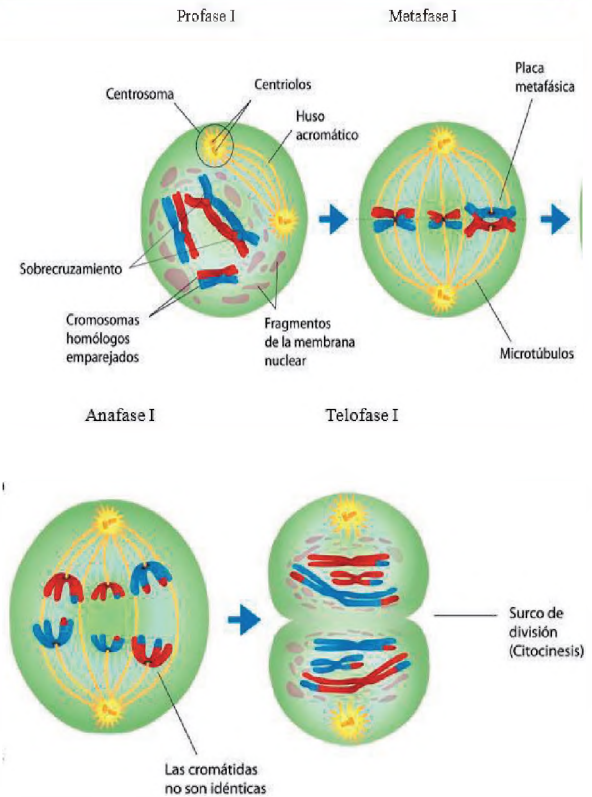 Profase I
Metafase I
Centrosoma
Centriolos
Huso
acromático
Placa
metafásica
Sobrecruzamiento
Cromosomas
homólogos
emparejados
Fragmentos
de la membrana
nuclear
Microtúbulos
Anafase I
Telofase I
Surco de
división
(Citocinesis)
Las cromátidas
no son idénticas